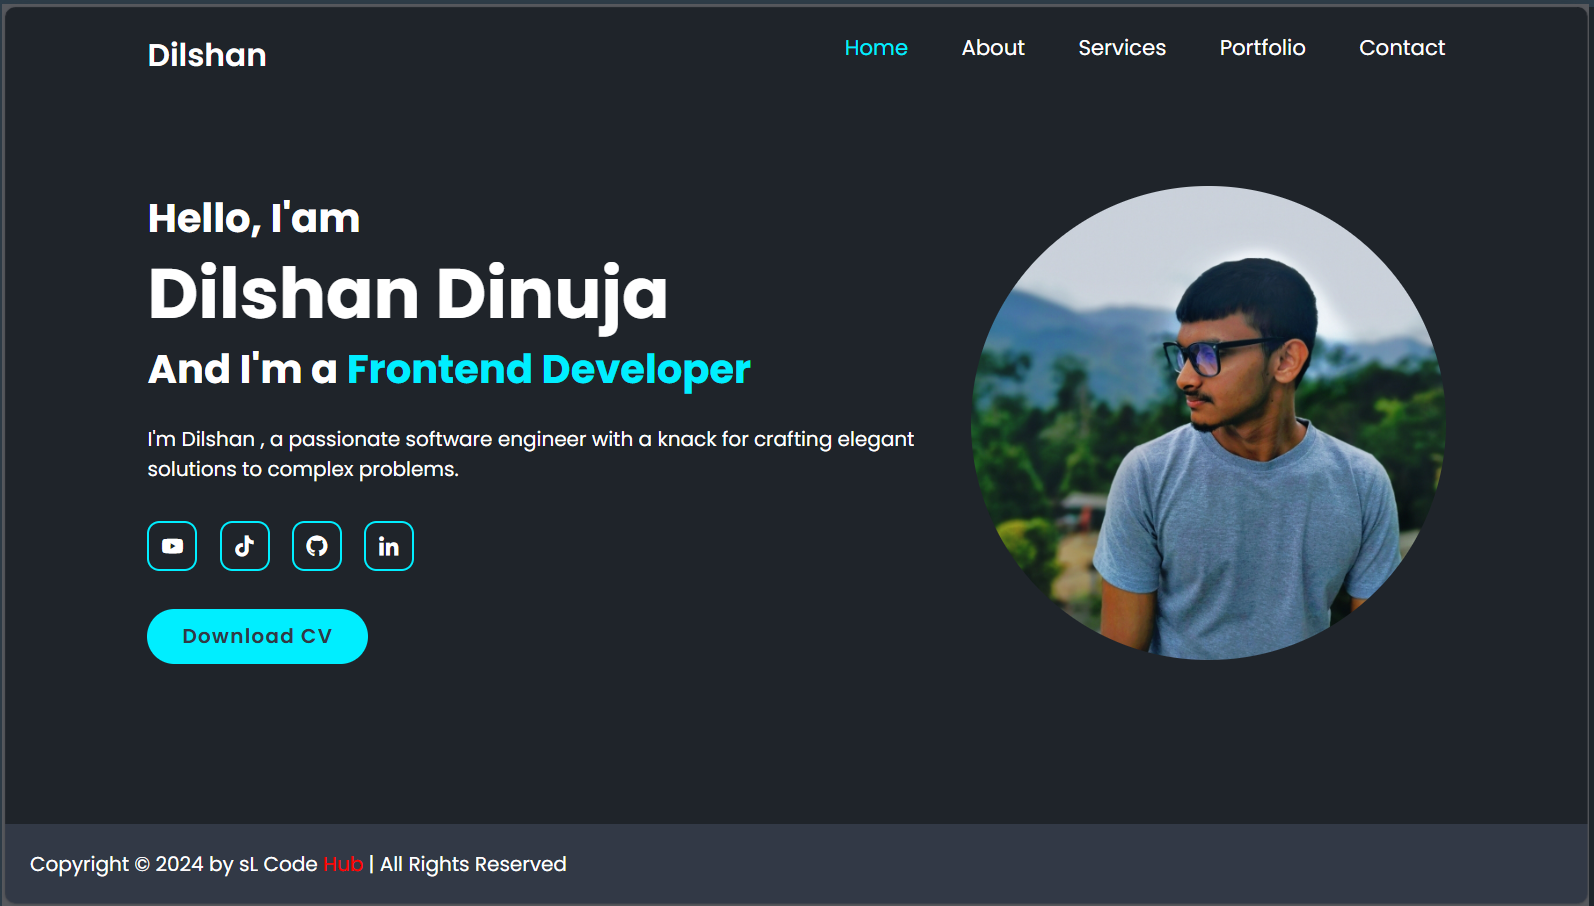 Dilshan
Home About Services Portfolio Contact
Hello, I'am
Dilshan Dinuja
And I'm a Frontend Developer
I'm Dilshan , a passionate software engineer with a knack for crafting elegant
solutions to complex problems.
Download CV
Copyright © 2024 by sL Code Hub | All Rights Reserved